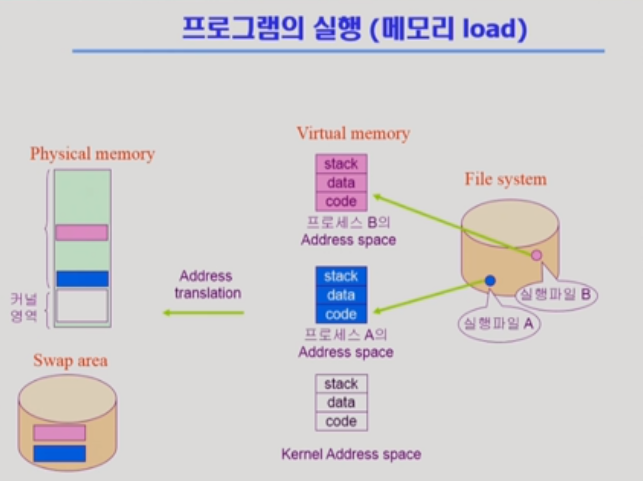 프로그램의 실행 (메모리 load)
Physical memory
커널
영역
Swap area
Address
translation
Virtual memory
stack
data
code
프로세스 B의
Address space
stack
data
code
프로세스 A의
Address space
stack
data
code
Kernel Address space
File system
실행파일 B
실행파일 A